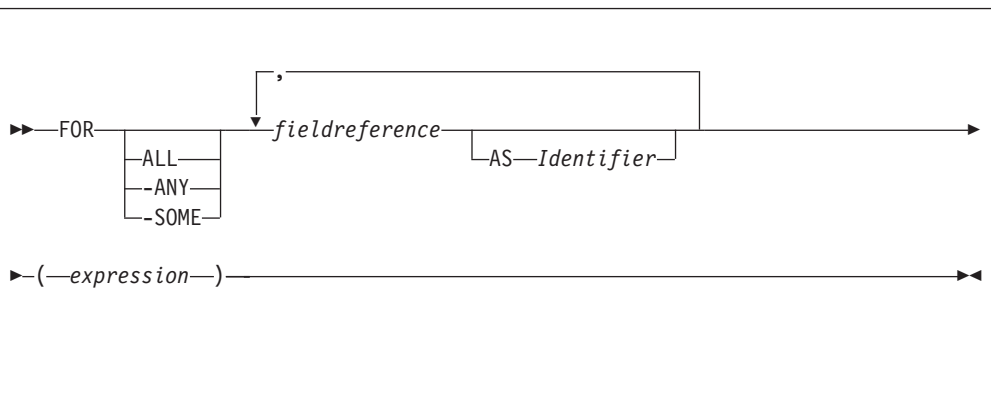 ,
FOR fieldreference
ALL AS Identifier
-ANY
-SOME
( expression )